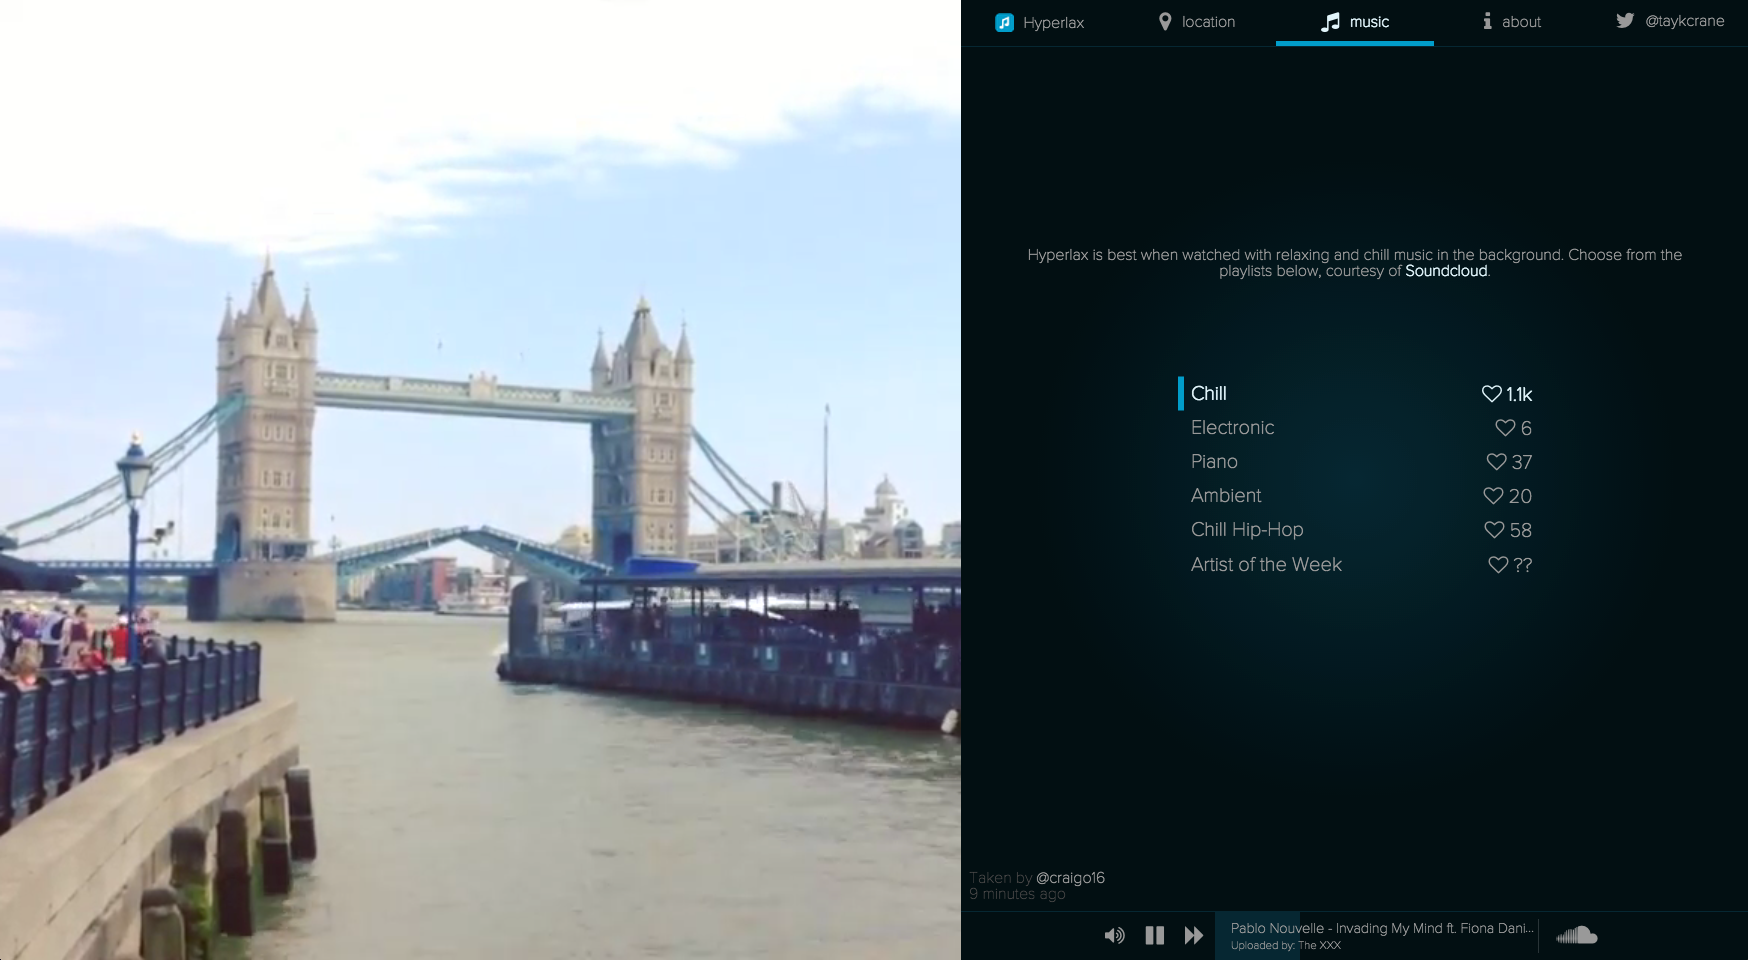 Hyperlax
location
music
about
@taykcrane
Hyperlax is best when watched with relaxing and chill music in the background. Choose from the
playlists below, courtesy of Soundcloud.
Chill 1.1k
Electronic 6
Piano 37
Ambient 20
Chill Hip-Hop 58
Artist of the Week ??
Taken by @craigo16
9 minutes ago
Pablo Nouvelle - Invading My Mind ft. Fiona Dani...
Uploaded by: The XXX